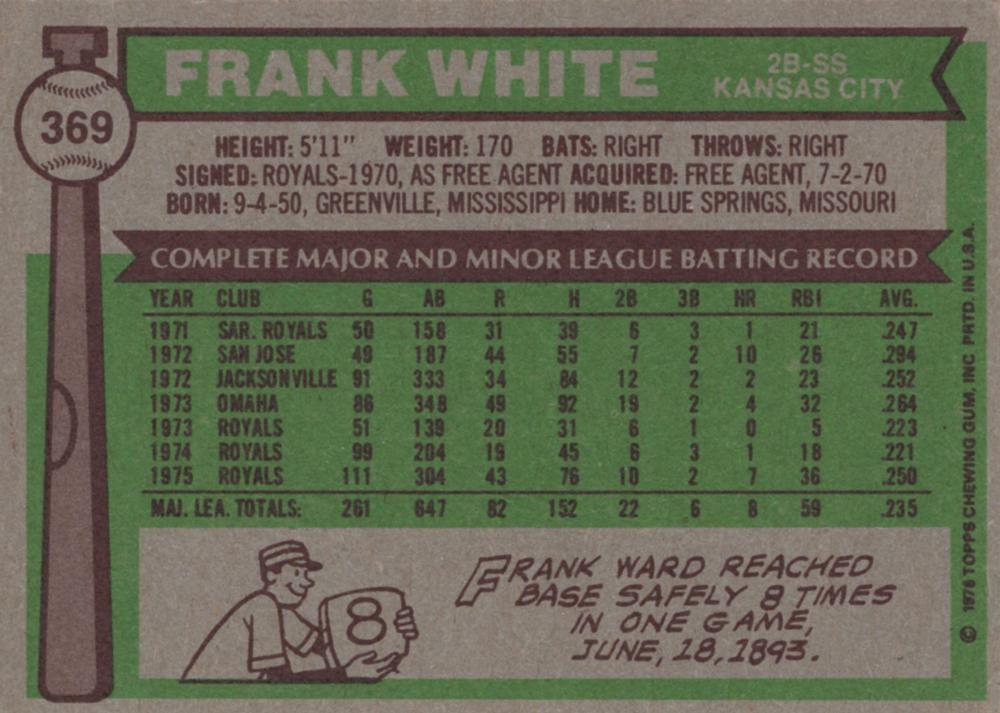 FRANK WHITE
2B-SS
KANSAS CITY
369
HEIGHT: 5'11" WEIGHT: 170 BATS: RIGHT THROWS: RIGHT
SIGNED: ROYALS-1970, AS FREE AGENT ACQUIRED: FREE AGENT, 7-2-70
BORN: 9-4-50, GREENVILLE, MISSISSIPPI HOME: BLUE SPRINGS, MISSOURI
COMPLETE MAJOR AND MINOR LEAGUE BATTING RECORD
YEAR CLUB G AB R H 2B 3B HR RBI AVG.
1971 SAR. ROYALS 50 158 31 39 6 3 1 21 .247
1972 SAN JOSE 49 187 44 55 7 2 10 26 .294
1972 JACKSONVILLE 91 333 34 84 12 2 2 23 .252
1973 OMAHA 86 348 49 92 19 2 4 32 .264
1973 ROYALS 51 139 20 31 6 1 0 5 .223
1974 ROYALS 99 204 19 45 6 3 1 18 .221
1975 ROYALS 111 304 43 76 10 2 7 36 .250
MAJ. LEA. TOTALS: 261 647 82 152 22 6 8 59 .235
8
FRANK WARD REACHED
BASE SAFELY 8 TIMES
IN ONE GAME,
JUNE, 18, 1893.
© 1976 TOPPS CHEWING GUM, INC PRTD. IN U.S.A.